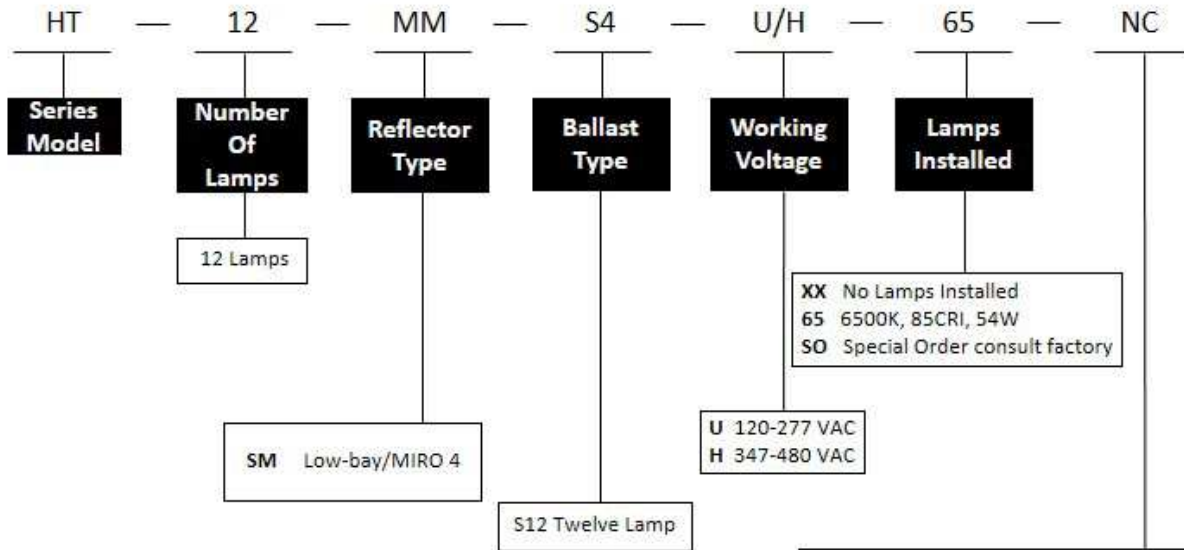 HT — 12 — MM — S4 — U/H — 65 — NC
Series
Model
Number
Of
Lamps
Reflector
Type
Ballast
Type
Working
Voltage
Lamps
Installed
12 Lamps
XX No Lamps Installed
65 6500K, 85CRI, 54W
SO Special Order consult factory
U 120-277 VAC
H 347-480 VAC
SM Low-bay/MIRO 4
S12 Twelve Lamp